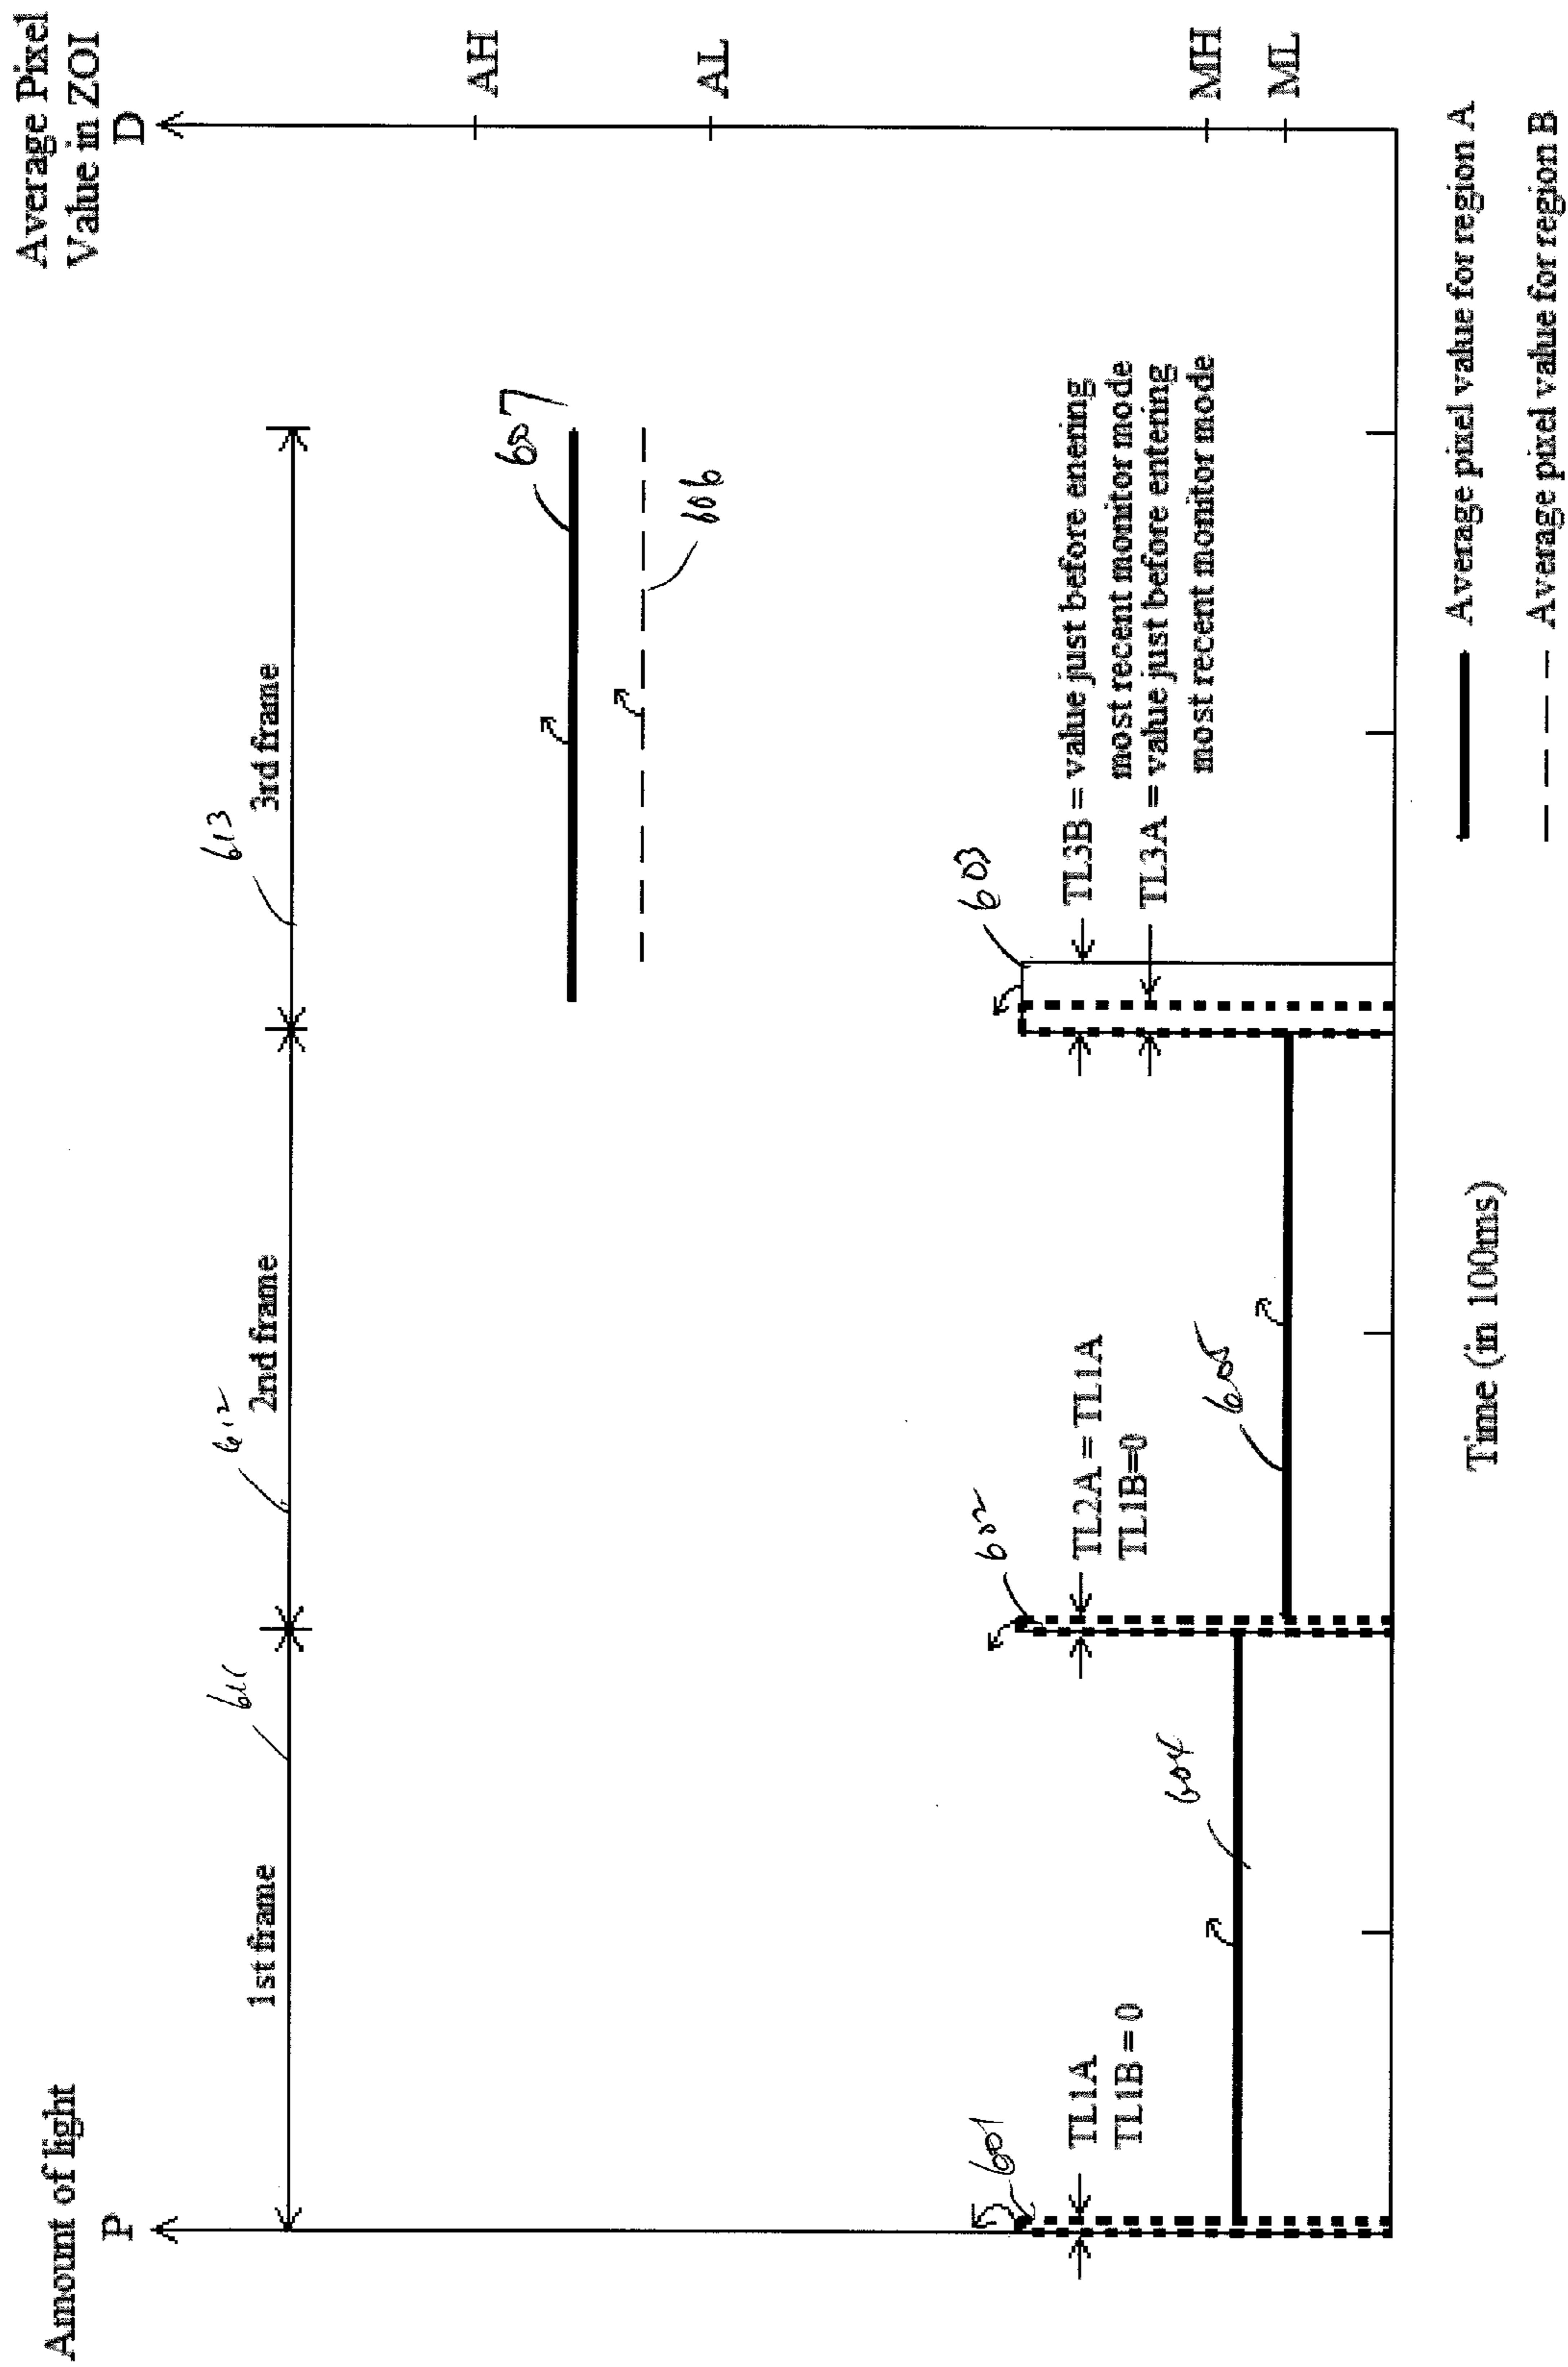 Amount of light
P
Average Pixel
Value in ZOI
D
611
612
613
1st frame
2nd frame
3rd frame
AH
AL
MH
ML
607
606
601
602
603
TL1A
TL1B = 0
TL2A = TL1A
TL1B=0
TL3B = value just before enering
most recent monitor mode
TL3A = value just before entening
most recent monitor mode
604
605
Time (in 100ms)
Average pixel value for region A
Average pixel value for region B